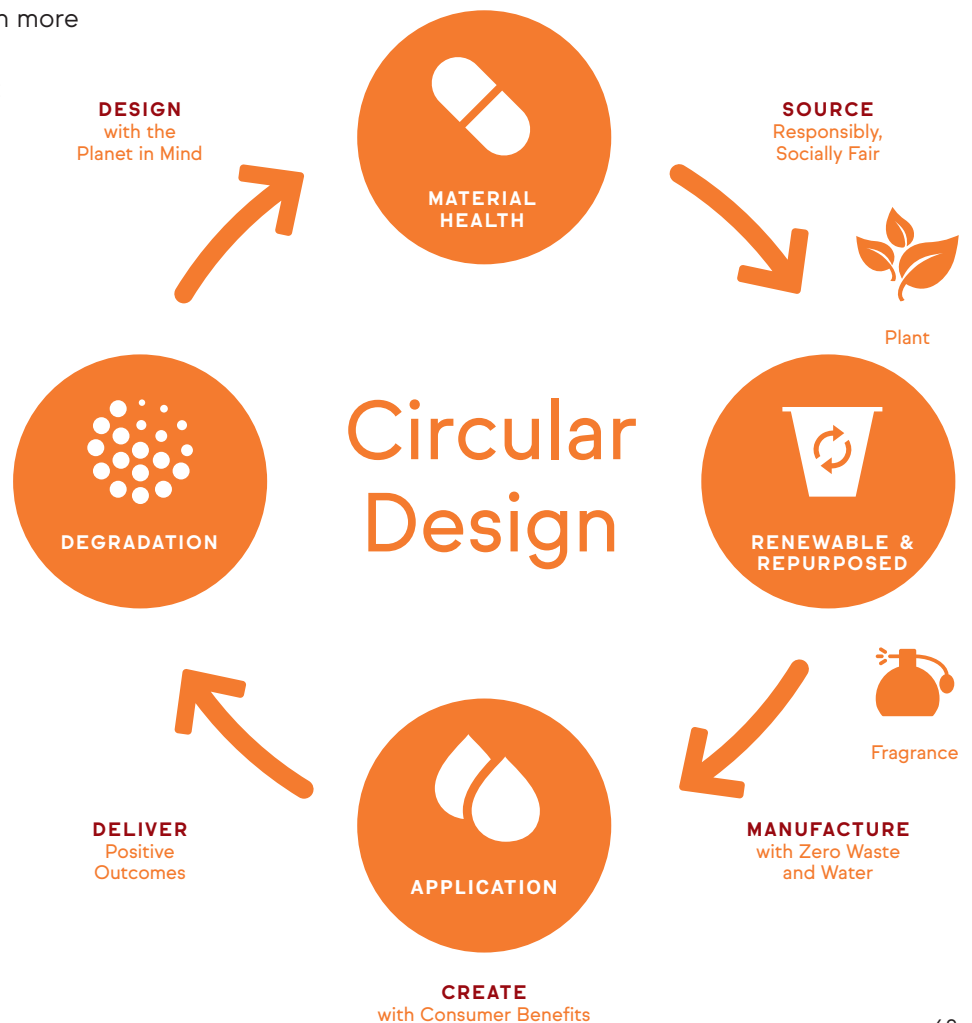 more
DESIGN
with the
Planet in Mind
MATERIAL
HEALTH
SOURCE
Responsibly,
Socially Fair
Plant
Circular
Design
DEGRADATION
RENEWABLE &
REPURPOSED
Fragrance
DELIVER
Positive
Outcomes
APPLICATION
MANUFACTURE
with Zero Waste
and Water
CREATE
with Consumer Benefits